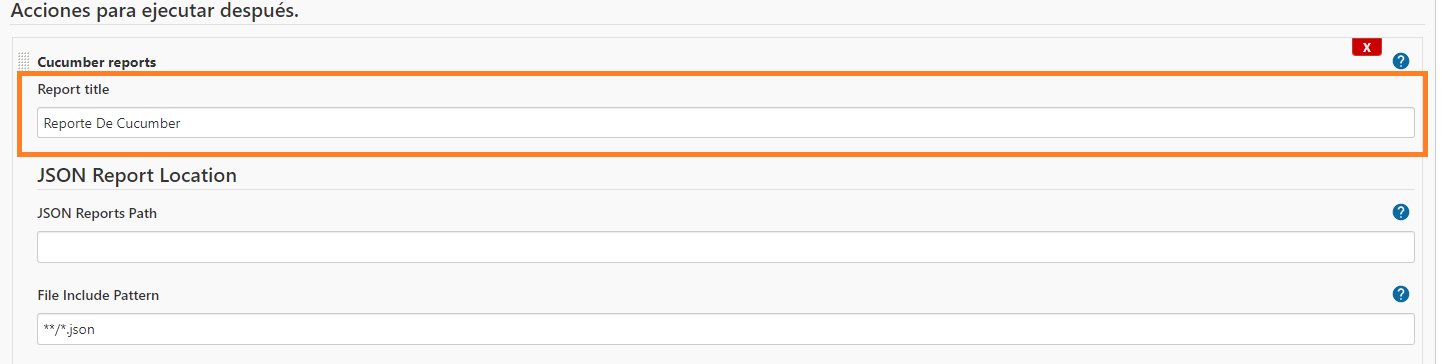 Acciones para ejecutar después.
X
Cucumber reports
?
Report title
Reporte De Cucumber
JSON Report Location
JSON Reports Path
?
File Include Pattern
?
**/*.json